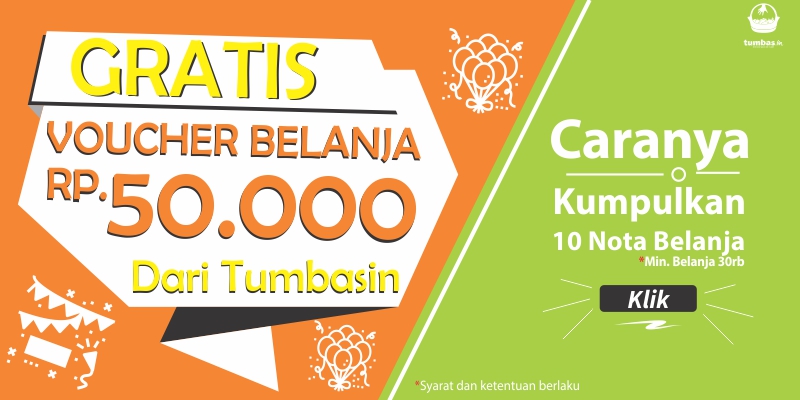 GRATIS
VOUCHER BELANJA
RP.50.000
Dari Tumbasin
tumbas.in
Caranya
Kumpulkan
10 Nota Belanja
*Min. Belanja 30rb
Klik
*Syarat dan ketentuan berlaku